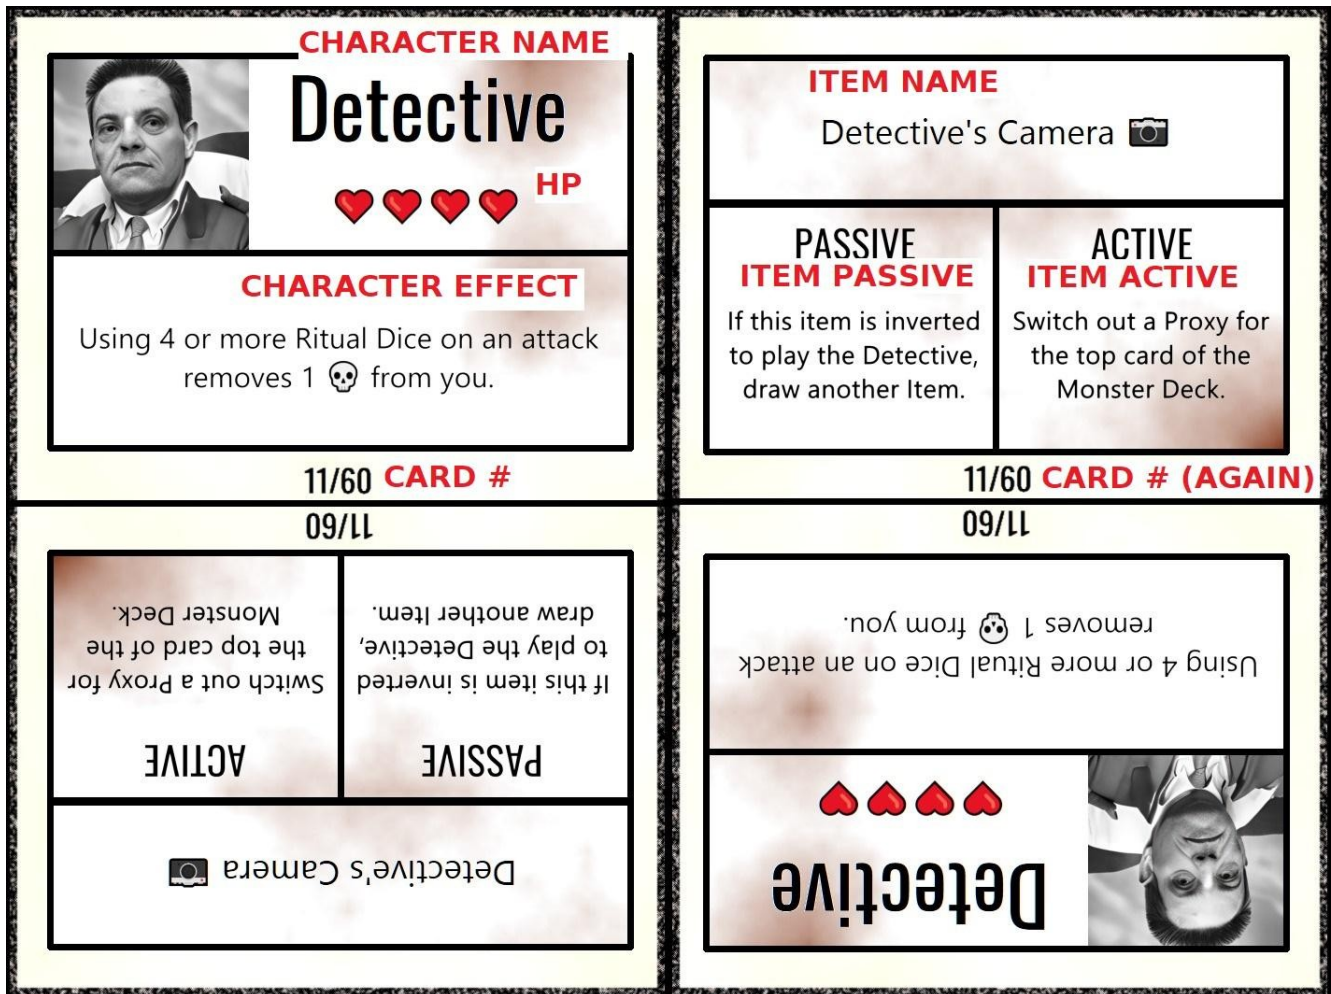 CHARACTER NAME
Detective
HP
CHARACTER EFFECT
Using 4 or more Ritual Dice on an attack
removes 1 💀 from you.
11/60 CARD #
ITEM NAME
Detective's Camera 📷
PASSIVE
ITEM PASSIVE
If this item is inverted
to play the Detective,
draw another Item.
ACTIVE
ITEM ACTIVE
Switch out a Proxy for
the top card of the
Monster Deck.
11/60 CARD # (AGAIN)
Detective's Camera 📷
PASSIVE
If this item is inverted
to play the Detective,
draw another Item.
ACTIVE
Switch out a Proxy for
the top card of the
Monster Deck.
11/60
Detective
Using 4 or more Ritual Dice on an attack
removes 1 💀 from you.
11/60